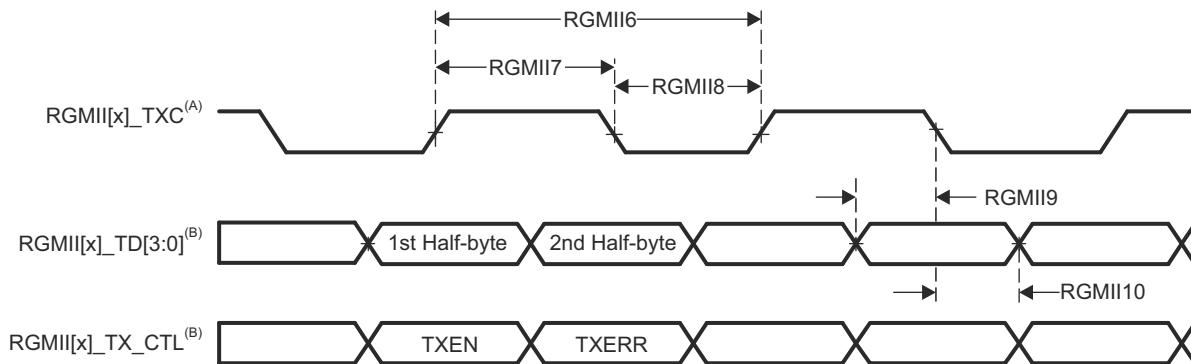 RGMII6
RGMII7
RGMII8
RGMII[x]_TXC(A)
RGMII9
RGMII[x]_TD[3:0](B)
1st Half-byte
2nd Half-byte
RGMII10
RGMII[x]_TX_CTL(B)
TXEN
TXERR